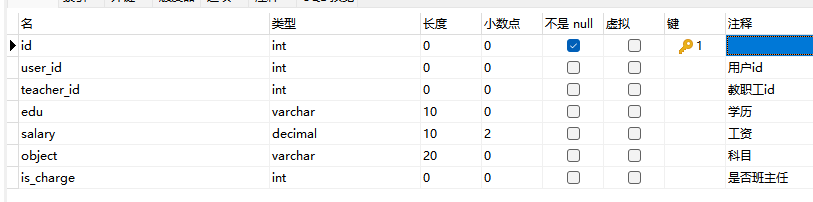 名 类型 长度 小数点 不是 null 虚拟 键 注释
id int 0 0 1
user_id int 0 0 用户id
teacher_id int 0 0 教职工id
edu varchar 10 0 学历
salary decimal 10 2 工资
object varchar 20 0 科目
is_charge int 0 0 是否班主任